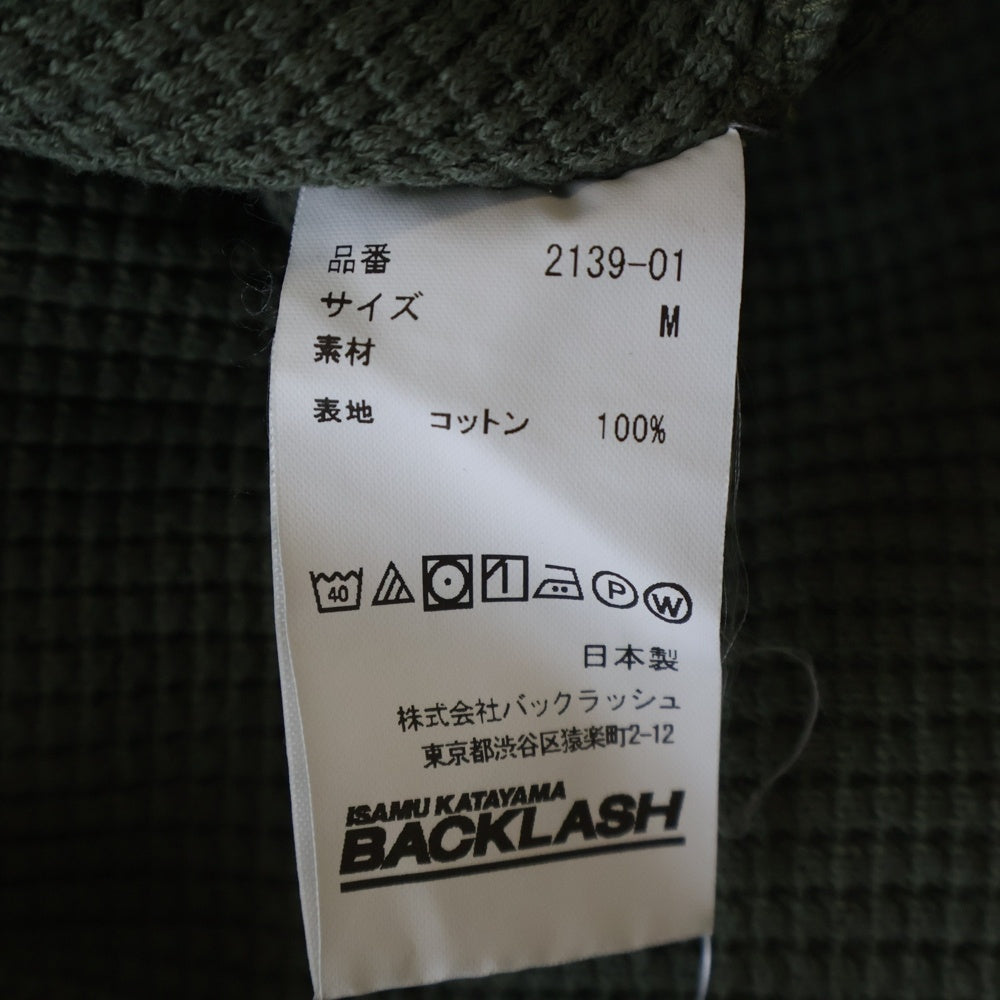 品番 2139-01
サイズ M
素材
表地 コットン 100%
40 P W
日本製
株式会社バックラッシュ
東京都渋谷区猿楽町2-12
ISAMU KATAYAMA
BACKLASH